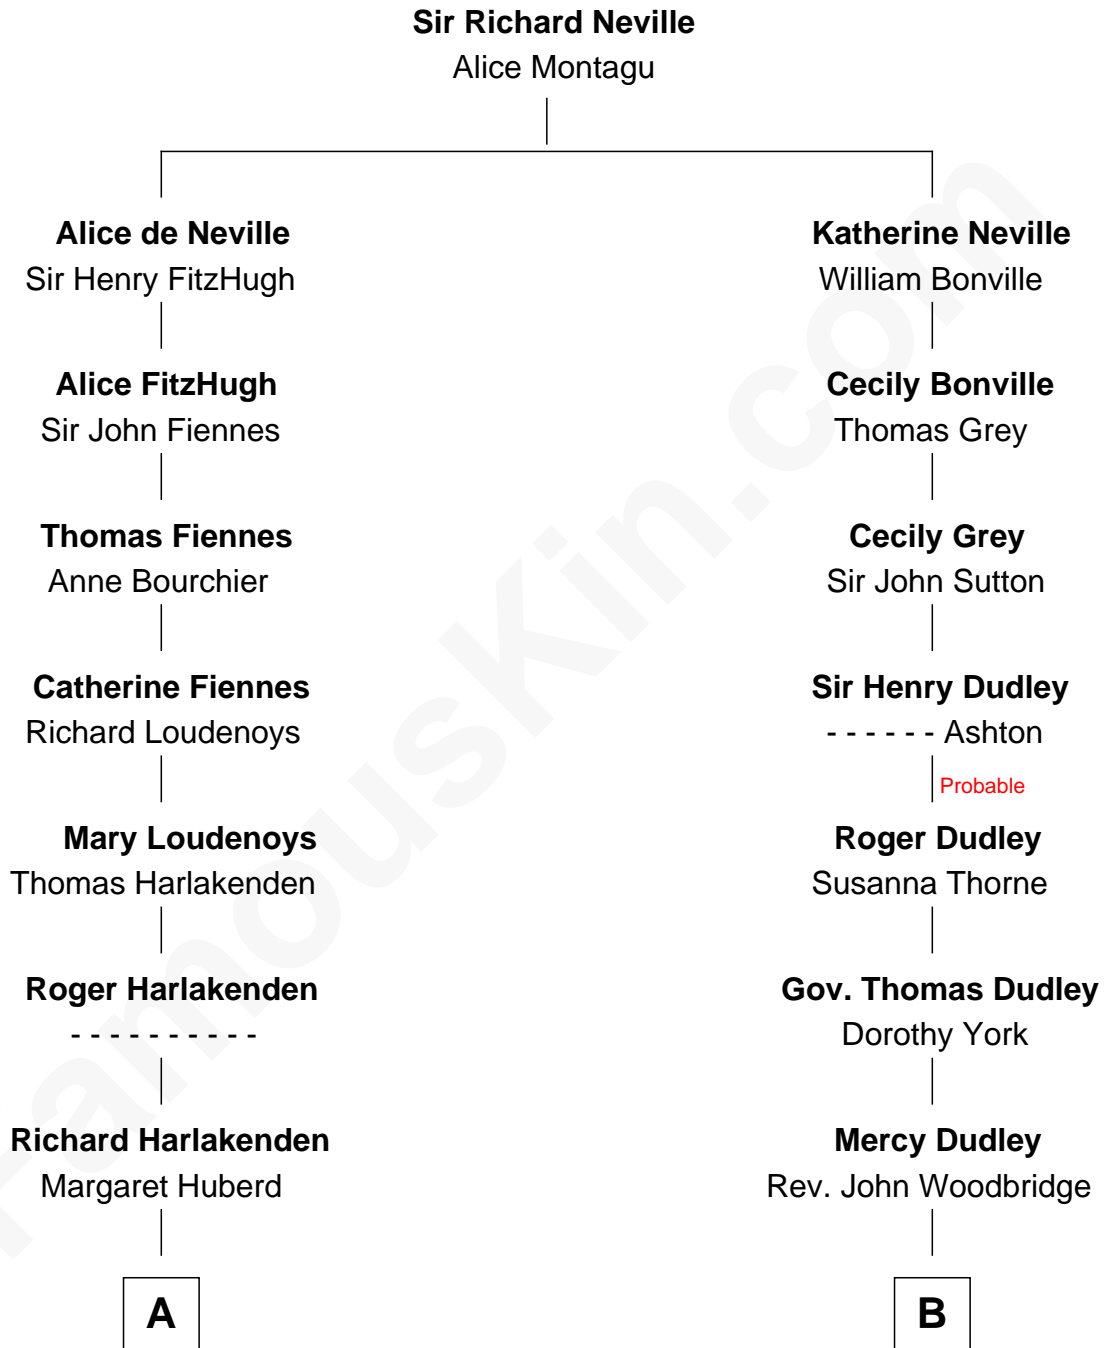 Sir Richard Neville
Alice Montagu
Alice de Neville
Sir Henry FitzHugh
Katherine Neville
William Bonville
Alice FitzHugh
Sir John Fiennes
Cecily Bonville
Thomas Grey
Thomas Fiennes
Anne Bourchier
Cecily Grey
Sir John Sutton
Catherine Fiennes
Richard Loudenoys
Sir Henry Dudley
- - - - - - Ashton
Probable
Mary Loudenoys
Thomas Harlakenden
Roger Dudley
Susanna Thorne
Roger Harlakenden
- - - - - - - - - -
Gov. Thomas Dudley
Dorothy York
Richard Harlakenden
Margaret Huberd
Mercy Dudley
Rev. John Woodbridge
A
B
FamousKin.com